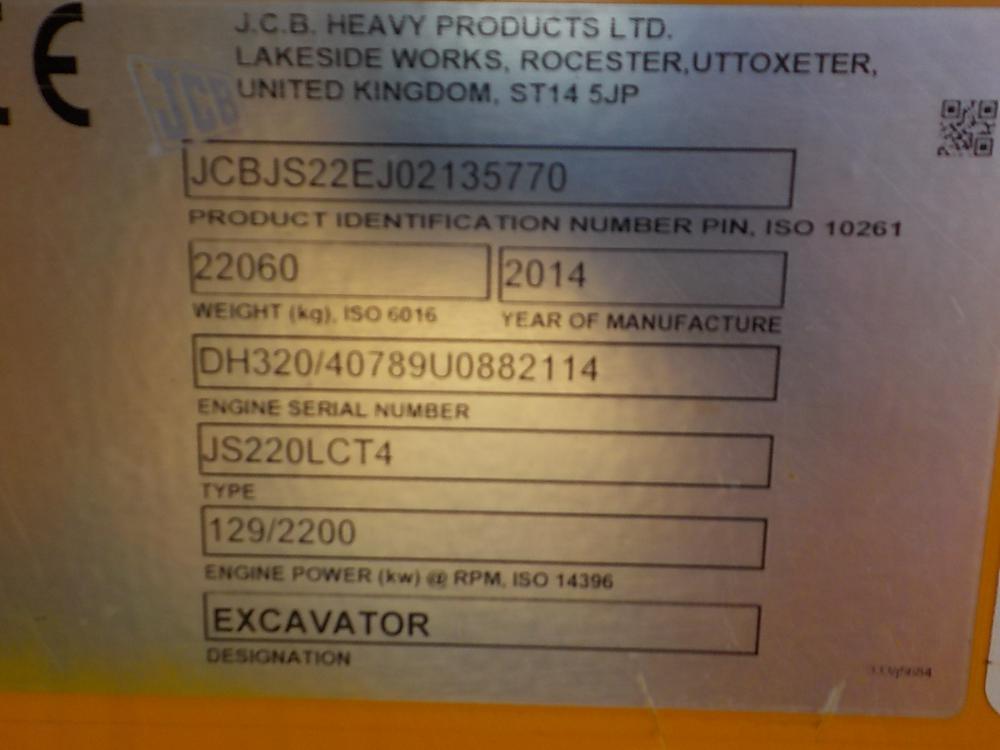 CE
J.C.B. HEAVY PRODUCTS LTD.
LAKESIDE WORKS, ROCESTER,UTTOXETER,
UNITED KINGDOM, ST14 5JP
JCB
JCBJS22EJ02135770
PRODUCT IDENTIFICATION NUMBER PIN, ISO 10261
22060 2014
WEIGHT (kg), ISO 6016 YEAR OF MANUFACTURE
DH320/40789U0882114
ENGINE SERIAL NUMBER
JS220LCT4
TYPE
129/2200
ENGINE POWER (kw) @ RPM, ISO 14396
EXCAVATOR
DESIGNATION